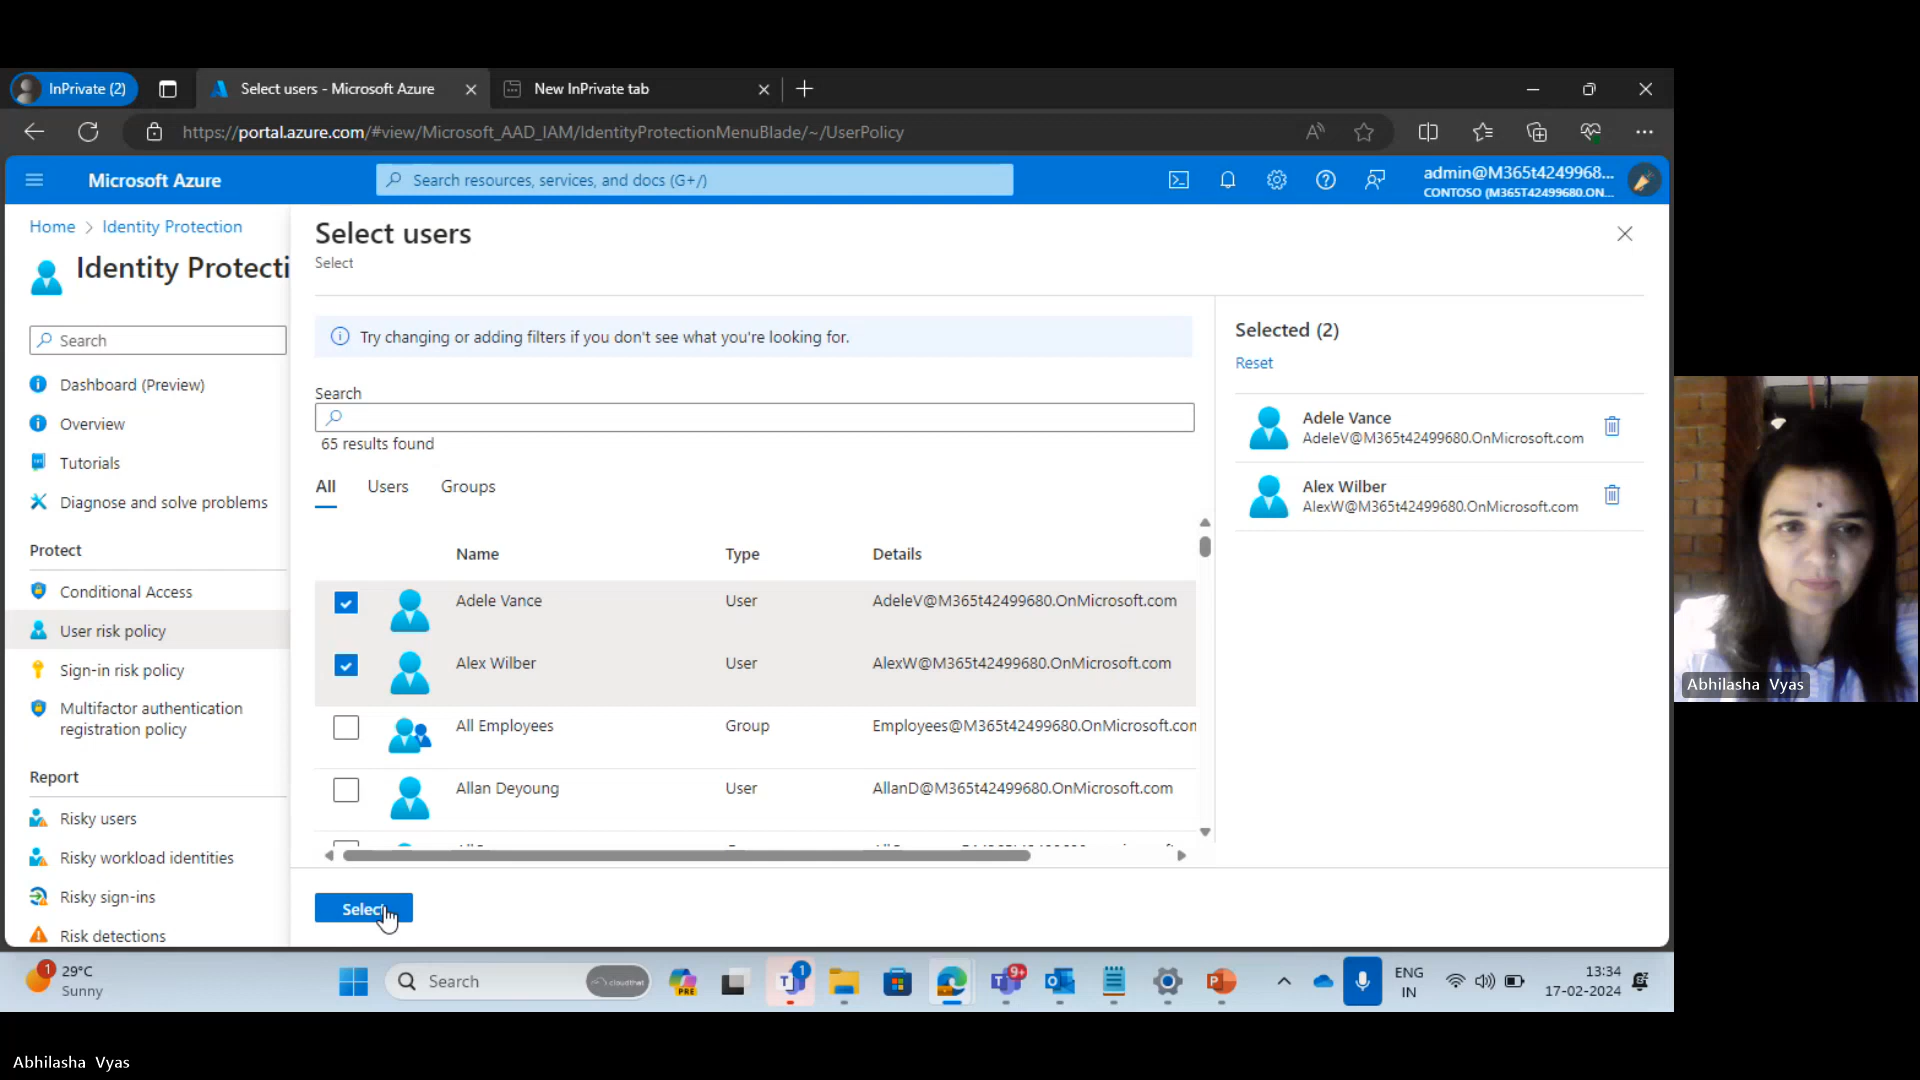 InPrivate (2)
Select users - Microsoft Azure
New InPrivate tab
https://portal.azure.com/#view/Microsoft_AAD_IAM/IdentityProtectionMenuBlade/~/UserPolicy
Microsoft Azure
Search resources, services, and docs (G+/)
admin@M365t4249968...
CONTOSO (M365T42499680.ON...
Home > Identity Protection
Identity Protecti
Search
Dashboard (Preview)
Overview
Tutorials
Diagnose and solve problems
Protect
Conditional Access
User risk policy
Sign-in risk policy
Multifactor authentication
registration policy
Report
Risky users
Risky workload identities
Risky sign-ins
Risk detections
Select users
Select
Try changing or adding filters if you don't see what you're looking for.
Search
65 results found
All
Users
Groups
Name
Type
Details
Adele Vance
User
AdeleV@M365t42499680.OnMicrosoft.com
Alex Wilber
User
AlexW@M365t42499680.OnMicrosoft.com
All Employees
Group
Employees@M365t42499680.OnMicrosoft.con
Allan Deyoung
User
AllanD@M365t42499680.OnMicrosoft.com
Select
Selected (2)
Reset
Adele Vance
AdeleV@M365t42499680.OnMicrosoft.com
Alex Wilber
AlexW@M365t42499680.OnMicrosoft.com
Abhilasha Vyas
1
29°C
Sunny
Search
cloudthat
PRE
1
9+
ENG
IN
13:34
17-02-2024
Abhilasha Vyas